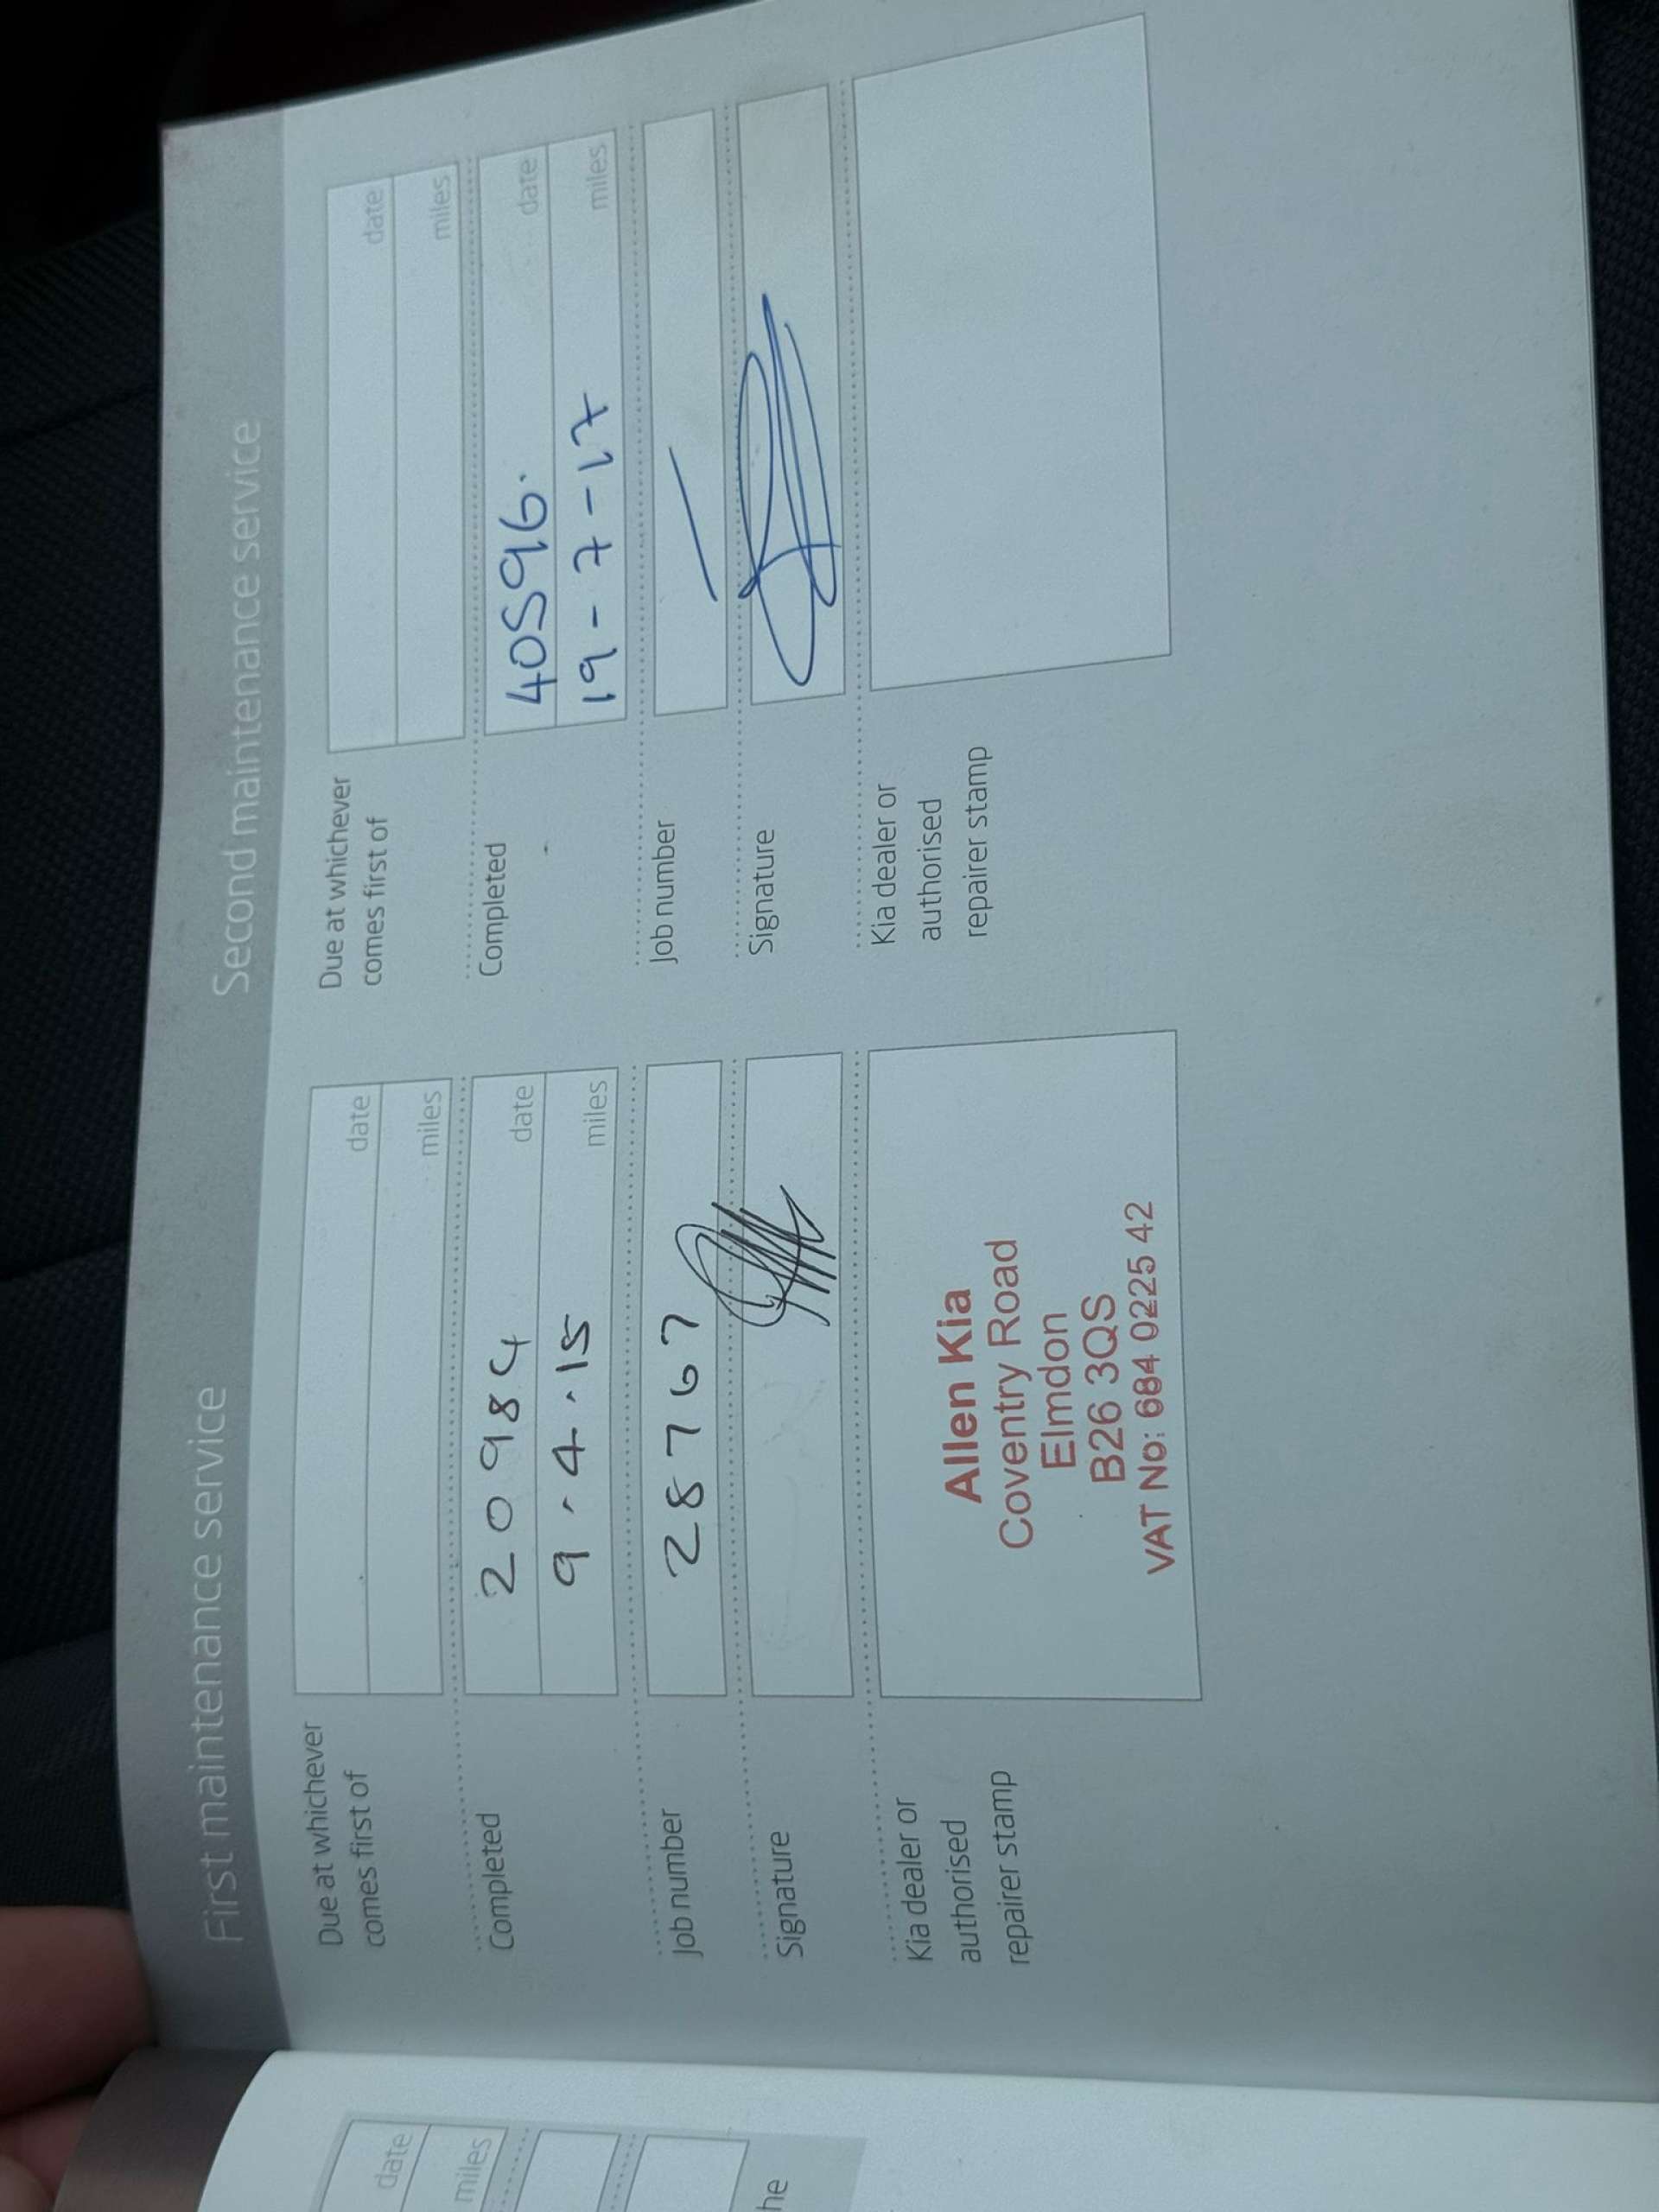 First maintenance service
Due at whichever
comes first of
date
miles
Completed
20984 date
9.4.15 miles
Job number
28767
Signature
Kia dealer or
authorised
repairer stamp
Allen Kia
Coventry Road
Elmdon
B26 3QS
VAT No: 684 0225 42
Second maintenance service
Due at whichever
comes first of
date
miles
Completed
40596. date
19-7-17 miles
Job number
Signature
Kia dealer or
authorised
repairer stamp
date
miles
he